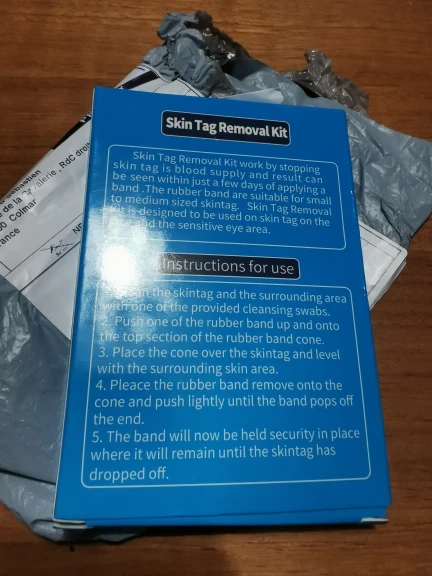 Skin Tag Removal Kit
Skin Tag Removal Kit work by stopping
skin tag is blood supply and result can
be seen within just a few days of applying a
band .The rubber band are suitable for small
to medium sized skintag. Skin Tag Removal
is designed to be used on skin tag on the
and the sensitive eye area.
Instructions for use
the skintag and the surrounding area
with one of the provided cleansing swabs.
2. Push one of the rubber band up and onto
the top section of the rubber band cone.
3. Place the cone over the skintag and level
with the surrounding skin area.
4. Pleace the rubber band remove onto the
cone and push lightly until the band pops off
the end.
5. The band will now be held security in place
where it will remain until the skintag has
dropped off.
de la
RdC droit
Colmar